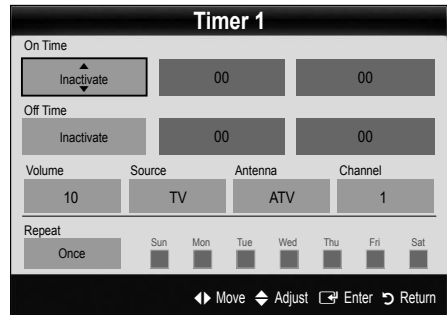 Timer 1
On Time
Inactivate 00 00
Off Time
Inactivate 00 00
Volume Source Antenna Channel
10 TV ATV 1
Repeat
Once Sun Mon Tue Wed Thu Fri Sat
Move Adjust Enter Return